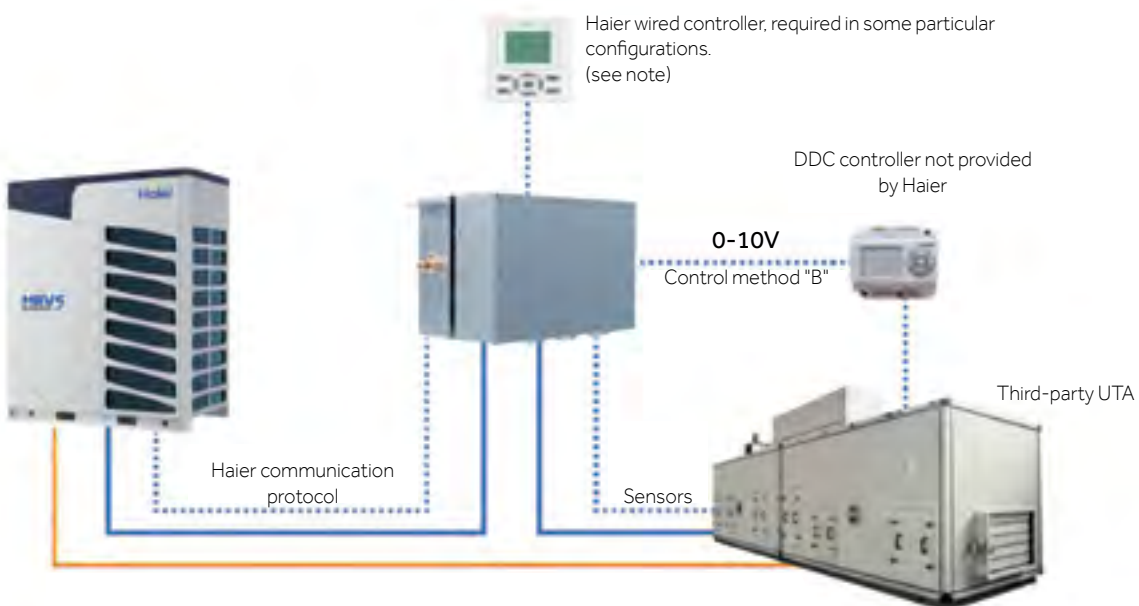 Haier wired controller, required in some particular
configurations.
(see note)
DDC controller not provided
by Haier
Haier
0-10V
Control method "B"
MRV5
Third-party UTA
Haier communication
protocol
Sensors